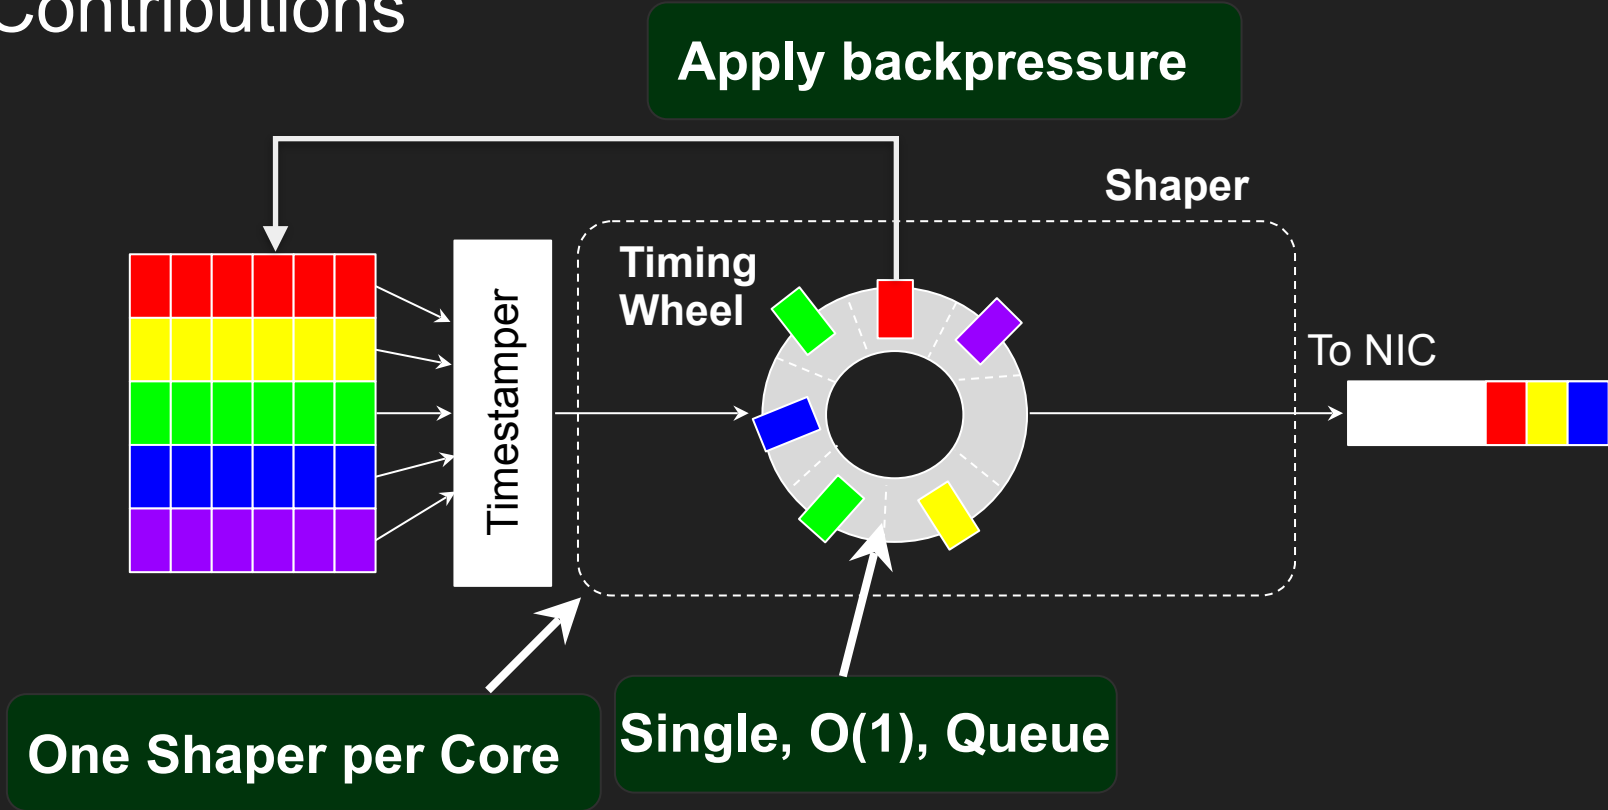 Contributions
Apply backpressure
Shaper
Timing
Wheel
Timestamper
To NIC
One Shaper per Core
Single, O(1), Queue